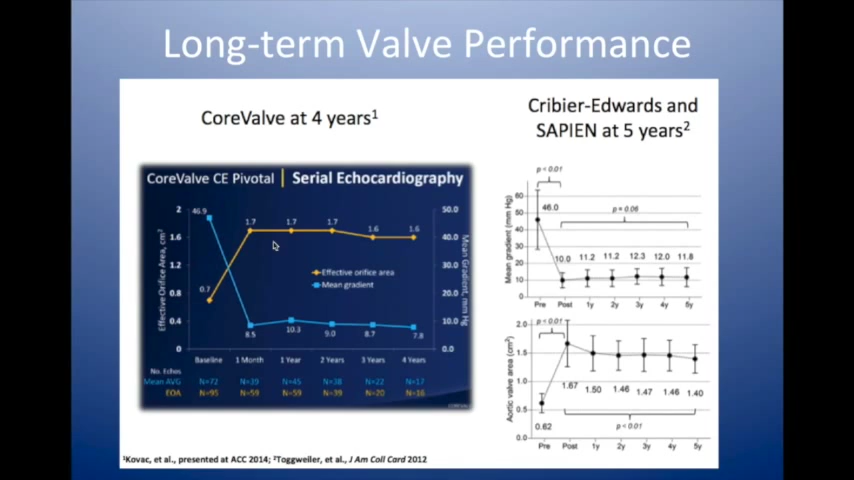 Long-term Valve Performance
CoreValve at 4 years1
Cribier-Edwards and
SAPIEN at 5 years2
CoreValve CE Pivotal | Serial Echocardiography
Effective Orifice Area, cm2
2
1.6
1.2
0.8
0.4
0
46.9
0.7
1.7
1.7
1.7
1.6
1.6
8.5
10.3
9.0
8.7
7.8
Effective orifice area
Mean gradient
50.0
40.0
30.0
20.0
10.0
0.0
Mean Gradient, mm Hg
Baseline 1 Month 1 Year 2 Years 3 Years 4 Years
No. Echos
Mean AVG N=72 N=39 N=45 N=38 N=22 N=17
EOA N=95 N=59 N=59 N=39 N=20 N=16
Mean gradient (mm Hg)
60
50
40
30
20
10
0
p < 0.01
p = 0.06
46.0
10.0 11.2 11.2 12.3 12.0 11.8
Pre Post 1y 2y 3y 4y 5y
Aortic valve area (cm2)
2.0
1.5
1.0
0.5
0.0
p < 0.01
0.62
1.67 1.50 1.46 1.47 1.46 1.40
p < 0.01
Pre Post 1y 2y 3y 4y 5y
1Kovac, et al., presented at ACC 2014; 2Toggweiler, et al., J Am Coll Card 2012